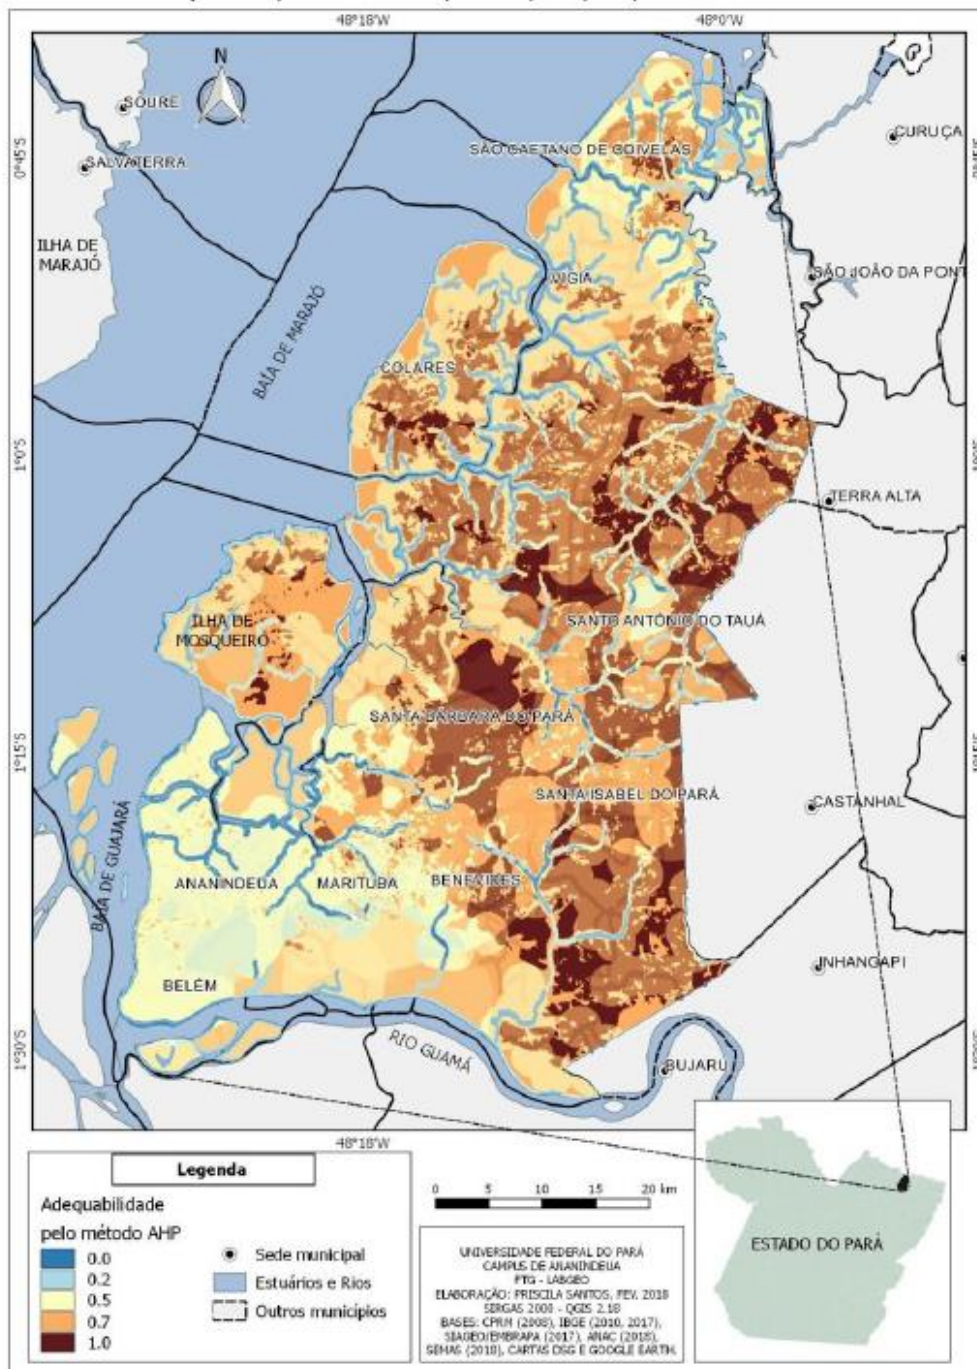 48°18'W
48°0'W
N
SOURE
CURUÇA
0°45'S
SALVATERRA
SÃO CAETANO DE ODIVELAS
ILHA DE
MARAJÓ
SÃO JOÃO DA PONT
VIGIA
BAÍA DE MARAJÓ
COLARES
1°0'S
TERRA ALTA
ILHA DE
MOSQUEIRO
SANTO ANTÔNIO DO TAUÁ
SANTA BÁRBARA DO PARÁ
1°15'S
1°15'S
SANTA ISABEL DO PARÁ
CASTANHAL
BAÍA DE GUAJARÁ
ANANINDEUA
MARITUBA
BENEVIDES
BELÉM
INHANGAPI
1°30'S
RIO GUAMÁ
BUJARU
48°18'W
Legenda
Adequabilidade
pelo método AHP
0.0
0.2
0.5
0.7
1.0
Sede municipal
Estuários e Rios
Outros municípios
0 5 10 15 20 km
UNIVERSIDADE FEDERAL DO PARÁ
CAMPUS DE ANANINDEUA
PTG - LABGEO
ELABORAÇÃO: PRISCILA SANTOS, FEV, 2018
SIRGAS 2000 - QGIS 2.18
BASES: CPRM (2008), IBGE (2010, 2017),
SIAGEO/EMBRAPA (2017), ANAC (2018),
SEMAS (2018), CARTAS DSG E GOOGLE EARTH.
ESTADO DO PARÁ